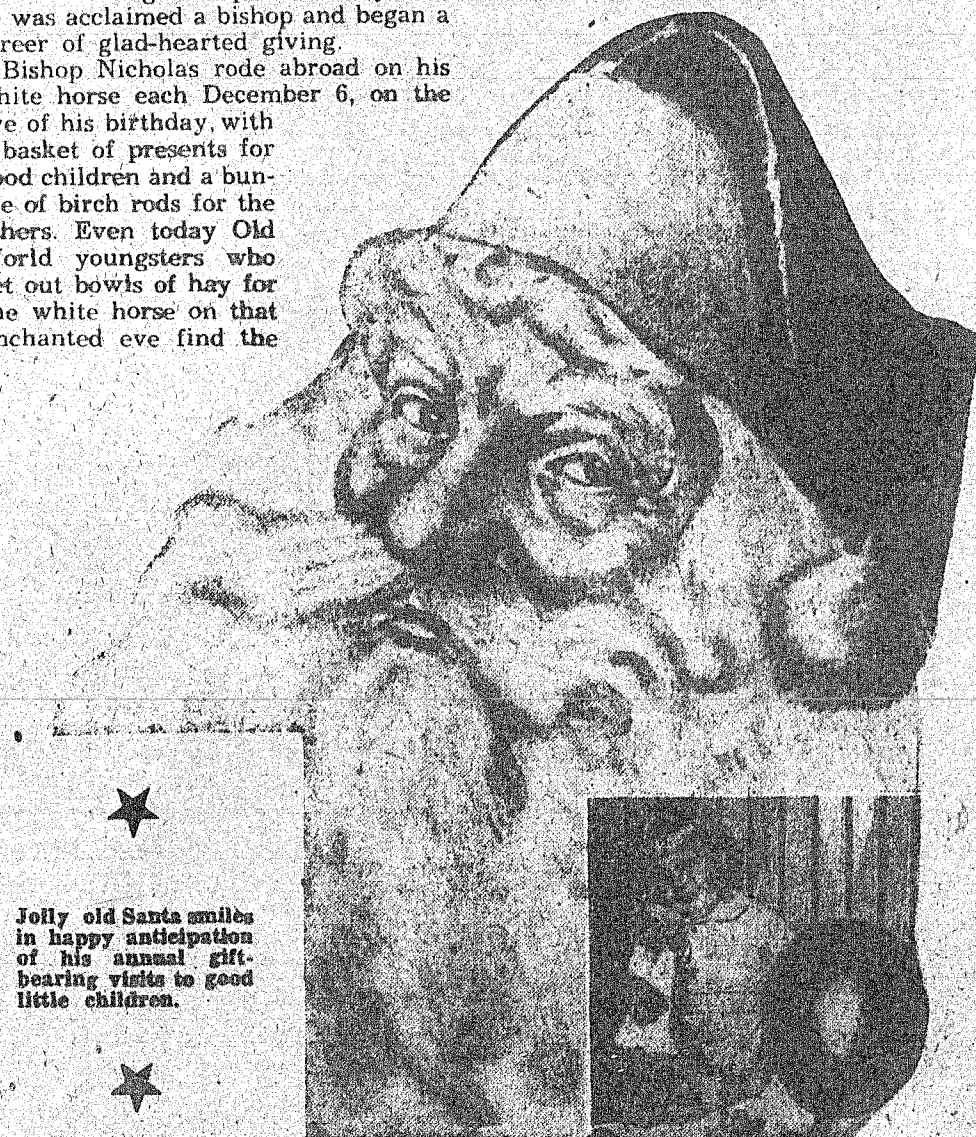 was acclaimed a bishop and began a
reer of glad-hearted giving.
Bishop Nicholas rode abroad on his
hite horse each December 6, on the
e of his birthday, with
basket of presents for
ood children and a bun-
e of birch rods for the
hers. Even today Old
orld youngsters who
et out bowls of hay for
he white horse on that
nchanted eve find the
Jolly old Santa smiles
in happy anticipation
of his annual gift-
bearing visits to good
little children.